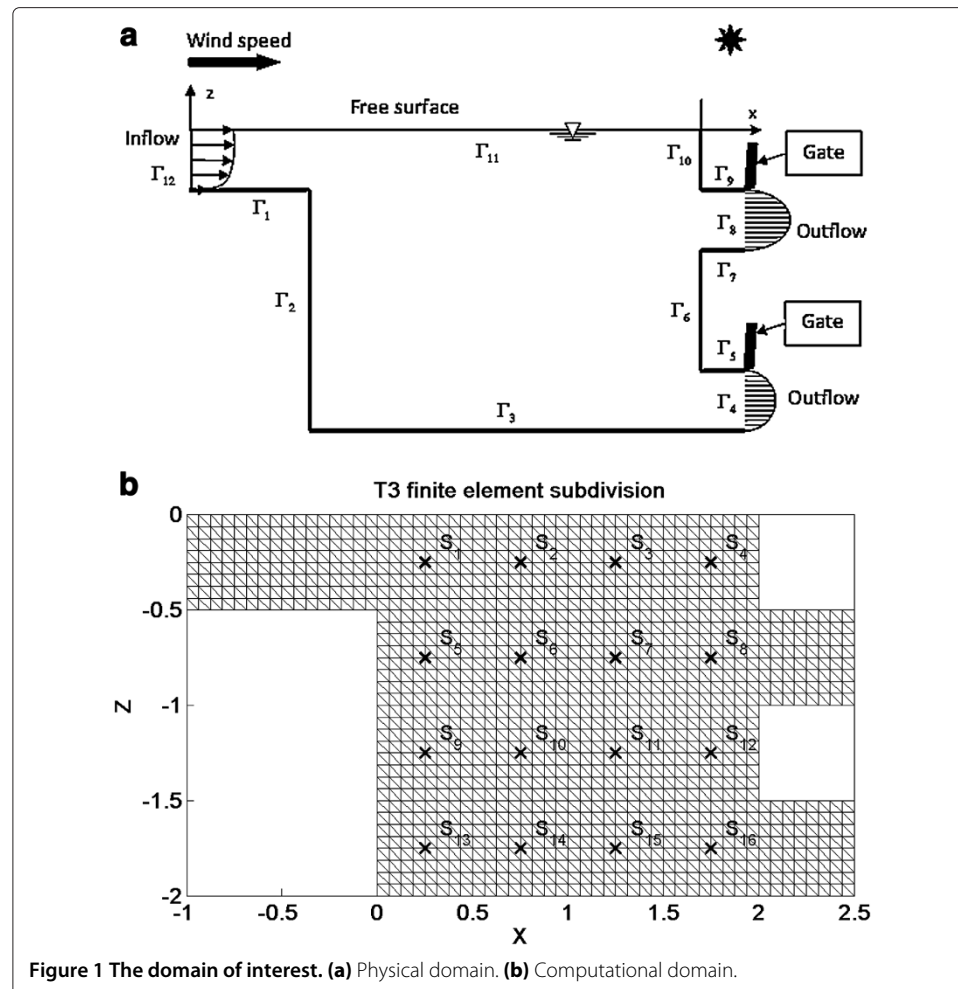 a
Wind speed
z
Free surface
x
Inflow
Γ12
Γ11
Γ10
Γ9
Gate
Γ1
Γ8
Outflow
Γ7
Γ2
Γ6
Gate
Γ5
Γ4
Outflow
Γ3
b
T3 finite element subdivision
0
-0.5
-1
-1.5
-2
Z
S1 S2 S3 S4
S5 S6 S7 S8
S9 S10 S11 S12
S13 S14 S15 S16
-1 -0.5 0 0.5 1 1.5 2 2.5
X
Figure 1 The domain of interest. (a) Physical domain. (b) Computational domain.